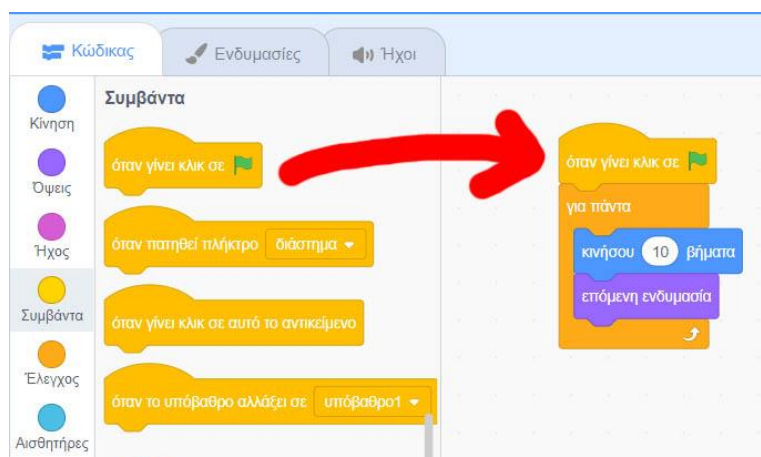 Κώδικας
Ενδυμασίες
Ήχοι
Κίνηση
Όψεις
Ήχος
Συμβάντα
Έλεγχος
Αισθητήρες
Συμβάντα
όταν γίνει κλικ σε
όταν πατηθεί πλήκτρο διάστημα
όταν γίνει κλικ σε αυτό το αντικείμενο
όταν το υπόβαθρο αλλάξει σε υπόβαθρο1
όταν γίνει κλικ σε
για πάντα
κινήσου 10 βήματα
επόμενη ενδυμασία